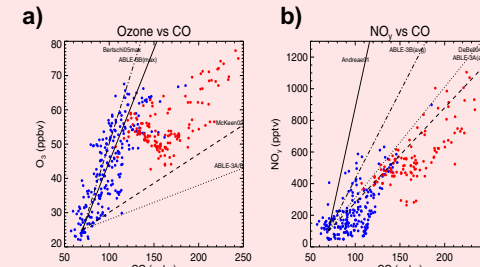 a)
Ozone vs CO
Bertschi05max
ABLE-3B(max)
McKeen02
ABLE-3A/B
O3 (ppbv)
80
70
60
50
40
30
20
50 100 150 200 250
b)
NOy vs CO
Andreae01
ABLE-3B(avg)
NOy (pptv)
1200
1000
800
600
400
200
0
50 100 150 200